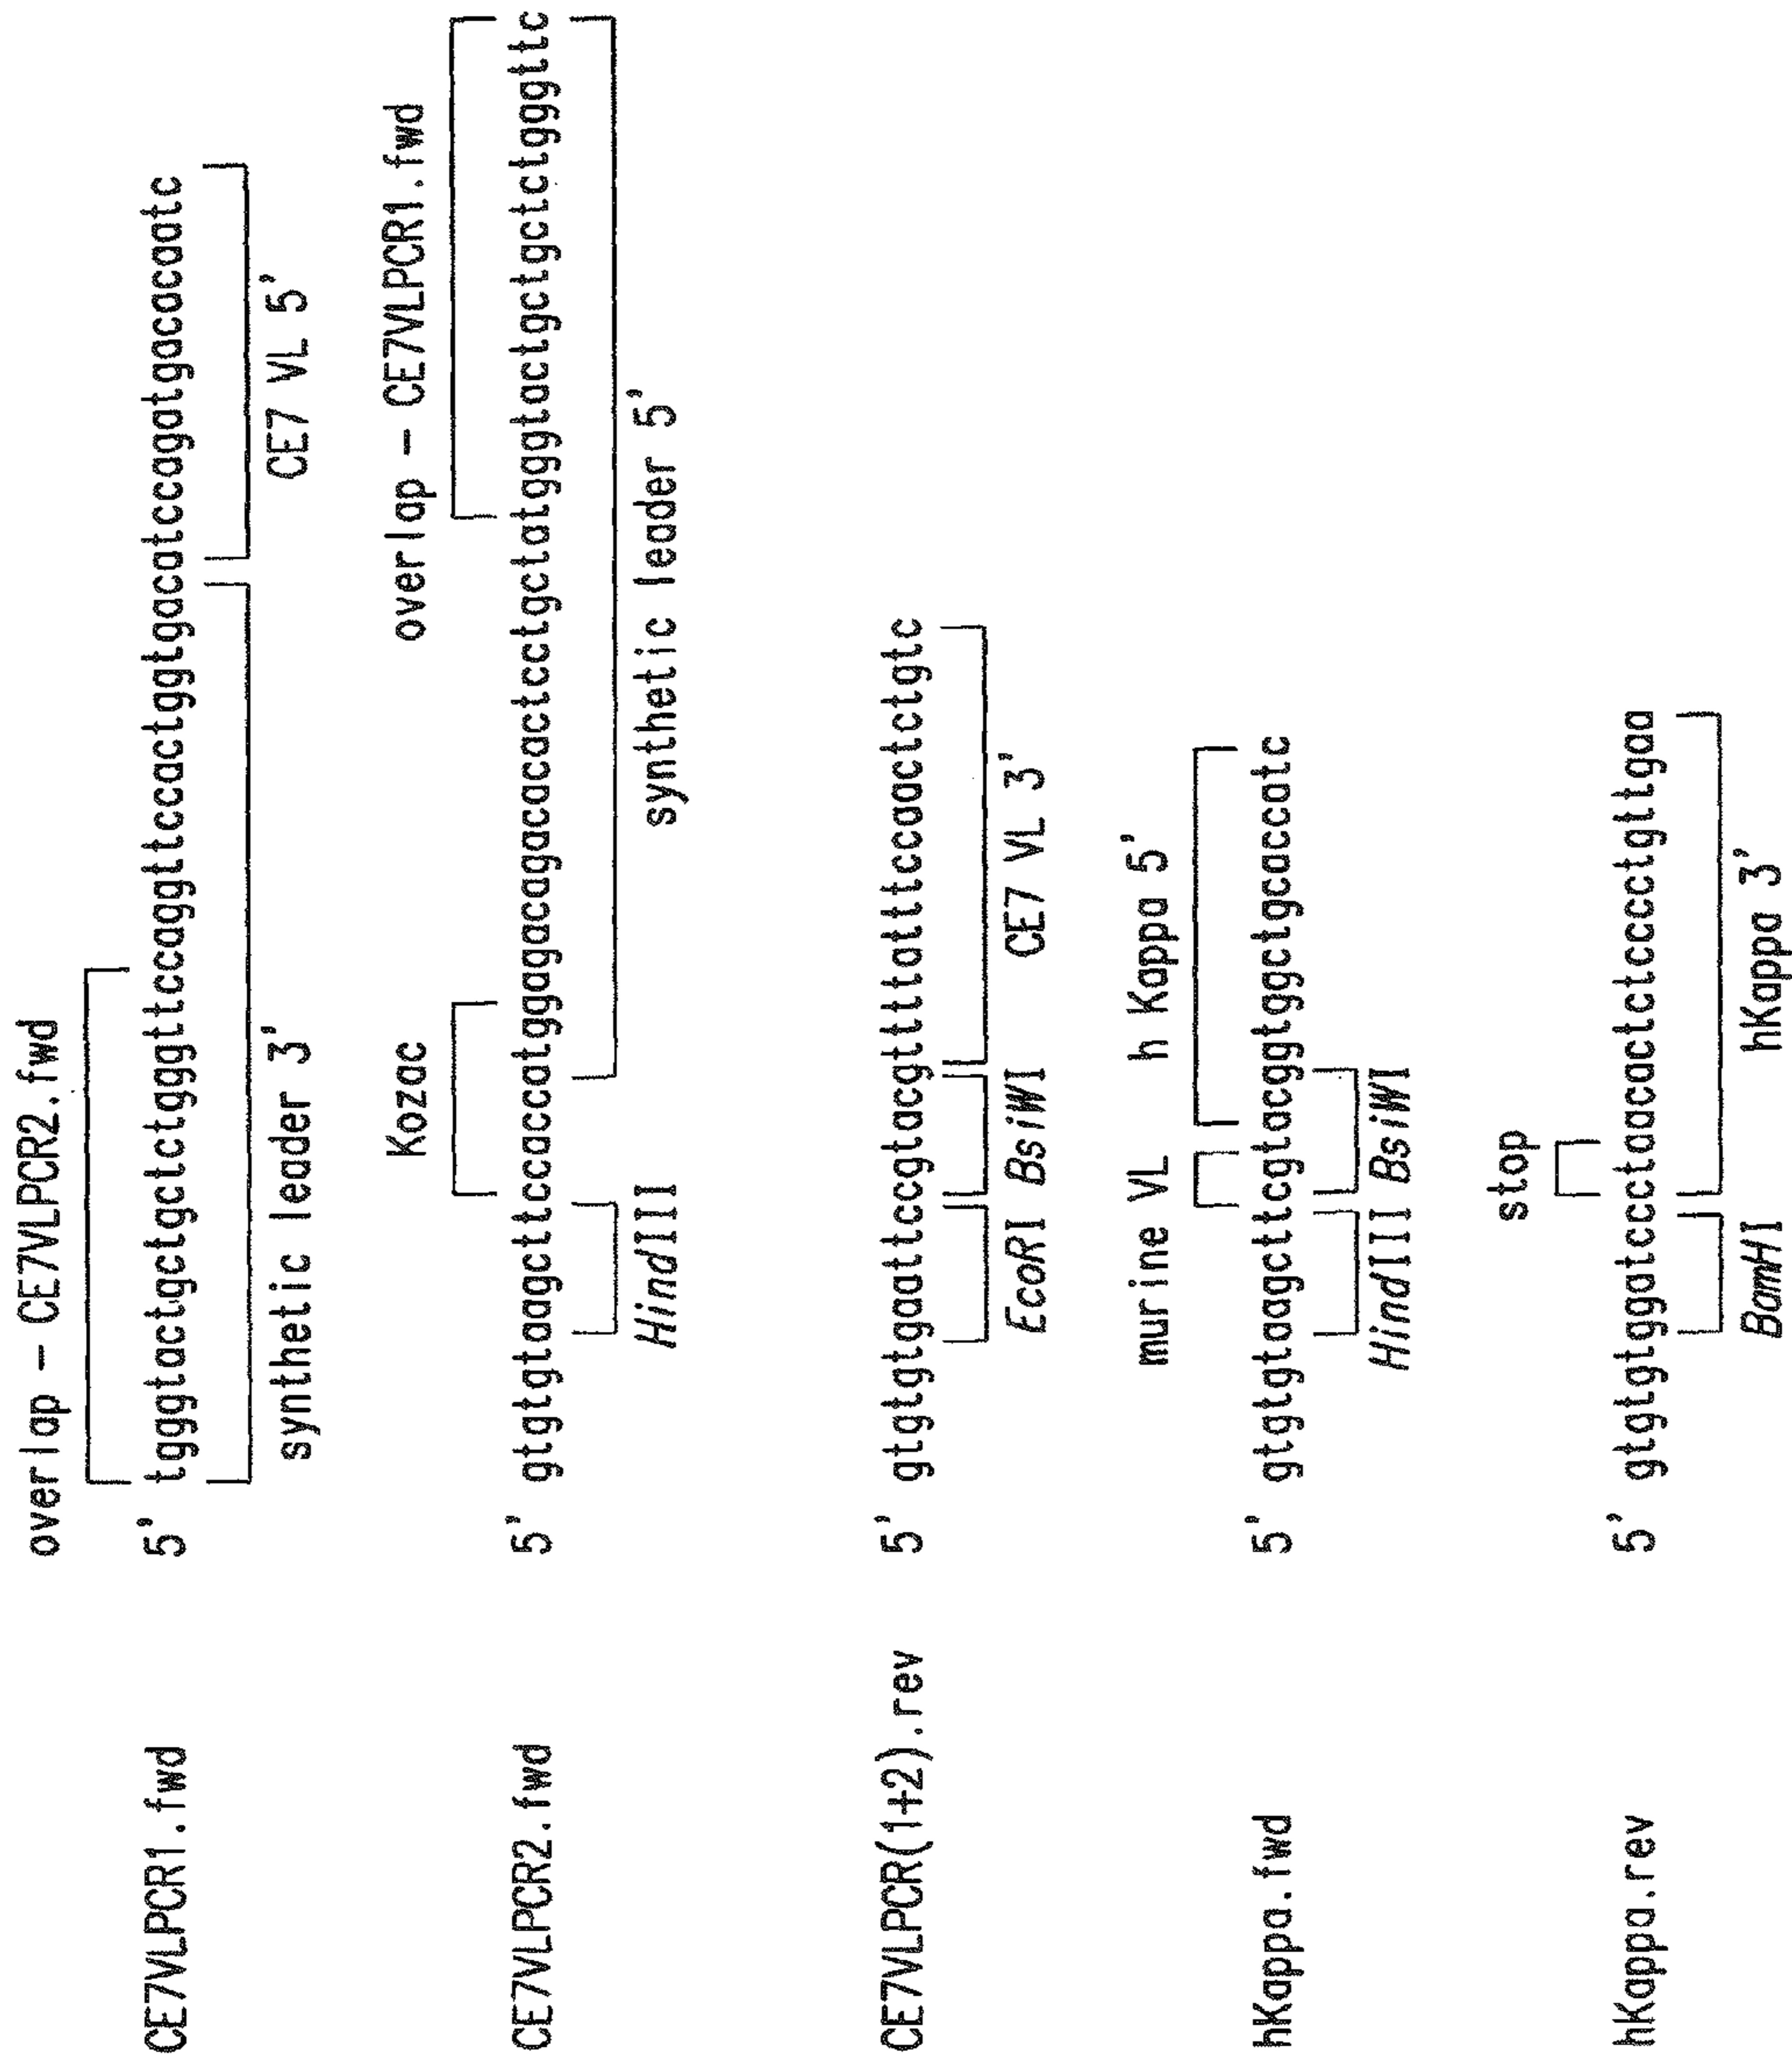 overlap - CE7VLPCR2.fwd
CE7VLPCR1.fwd 5' tgggtactgctgctctgggttccaggttccactggtgacatccagatgacacaatc
synthetic leader 3' CE7 VL 5'
Kozac overlap - CE7VLPCR1.fwd
CE7VLPCR2.fwd 5' gtgtgtaagcttccaccatggagacagacacactcctgctatgggtactgctgctctgggttc
HindIII synthetic leader 5'
CE7VLPCR(1+2).rev 5' gtgtgtgaattccgtacgttttatttccaactctgtc
EcoRI BsiWI CE7 VL 3'
murine VL h Kappa 5'
hKappa.fwd 5' gtgtgtaagcttcgtacggtggctgcaccatc
HindIII BsiWI
stop
hKappa.rev 5' gtgtgtggatccctaacactctcccctgttgaa
BamHI hKappa 3'